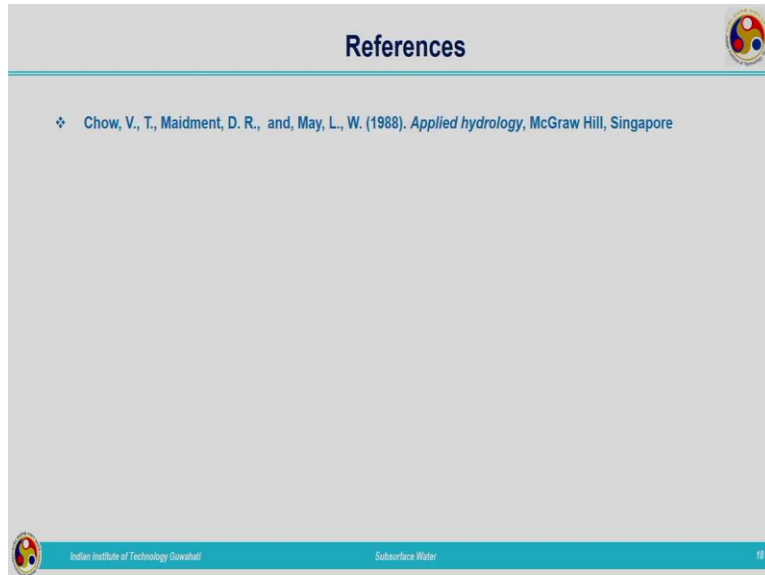 References
❖ Chow, V., T., Maidment, D. R., and, May, L., W. (1988). Applied hydrology, McGraw Hill, Singapore
Indian Institute of Technology Guwahati
Subsurface Water
18